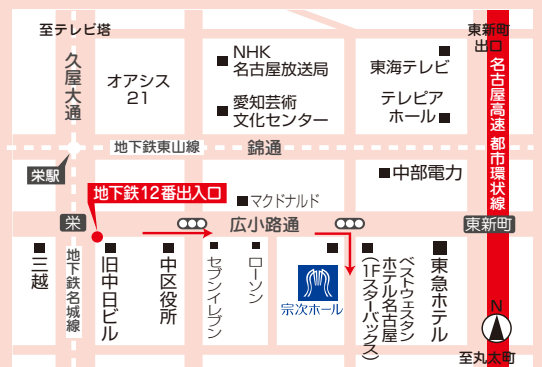 至テレビ塔
久屋大通
オアシス
21
NHK
名古屋放送局
愛知芸術
文化センター
東海テレビ
テレピア
ホール
東新町
出口
名古屋高速 都市環状線
地下鉄東山線
錦通
栄駅
地下鉄12番出入口
マクドナルド
中部電力
栄
広小路通
東新町
三越
地下鉄名城線
旧中日ビル
中区役所
セブンイレブン
ローソン
宗次ホール
ベストウェスタン
ホテル名古屋
(1Fスターバックス)
東急ホテル
N
至丸太町